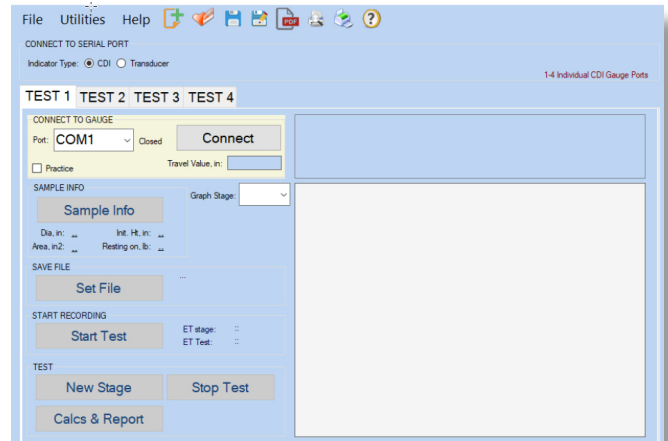 File Utilities Help PDF ?
CONNECT TO SERIAL PORT
Indicator Type: CDI Transducer
1-4 Individual CDI Gauge Ports
TEST 1 TEST 2 TEST 3 TEST 4
CONNECT TO GAUGE
Port: COM1 Closed Connect
Practice Travel Value, in:
SAMPLE INFO
Graph Stage:
Sample Info
Dia, in: -- Init. Ht, in: --
Area, in2: -- Resting on, lb: --
SAVE FILE
...
Set File
START RECORDING
Start Test
ET stage: ::
ET Test: ::
TEST
New Stage Stop Test
Calcs & Report